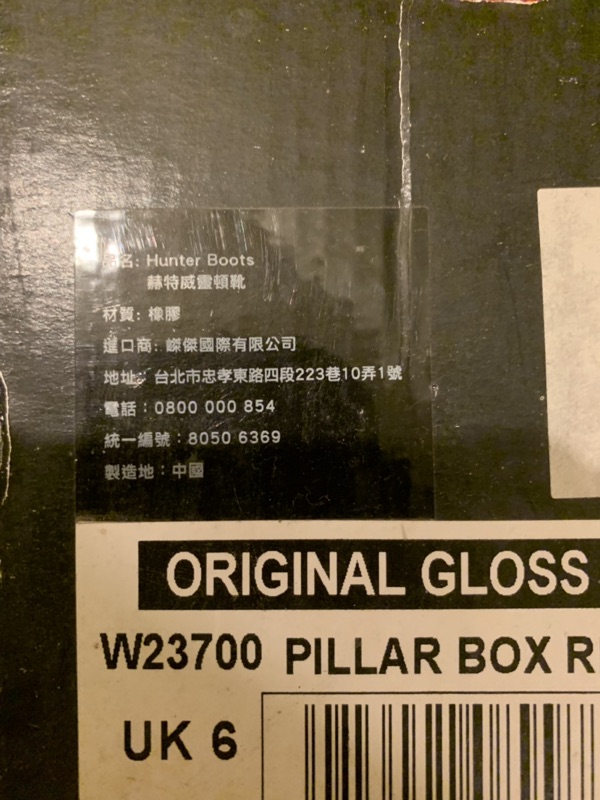 品名: Hunter Boots
赫特威靈頓靴
材質: 橡膠
進口商: 嶸傑國際有限公司
地址: 台北市忠孝東路四段223巷10弄1號
電話：0800 000 854
統一編號：8050 6369
製造地：中國
ORIGINAL GLOSS
W23700 PILLAR BOX
UK 6